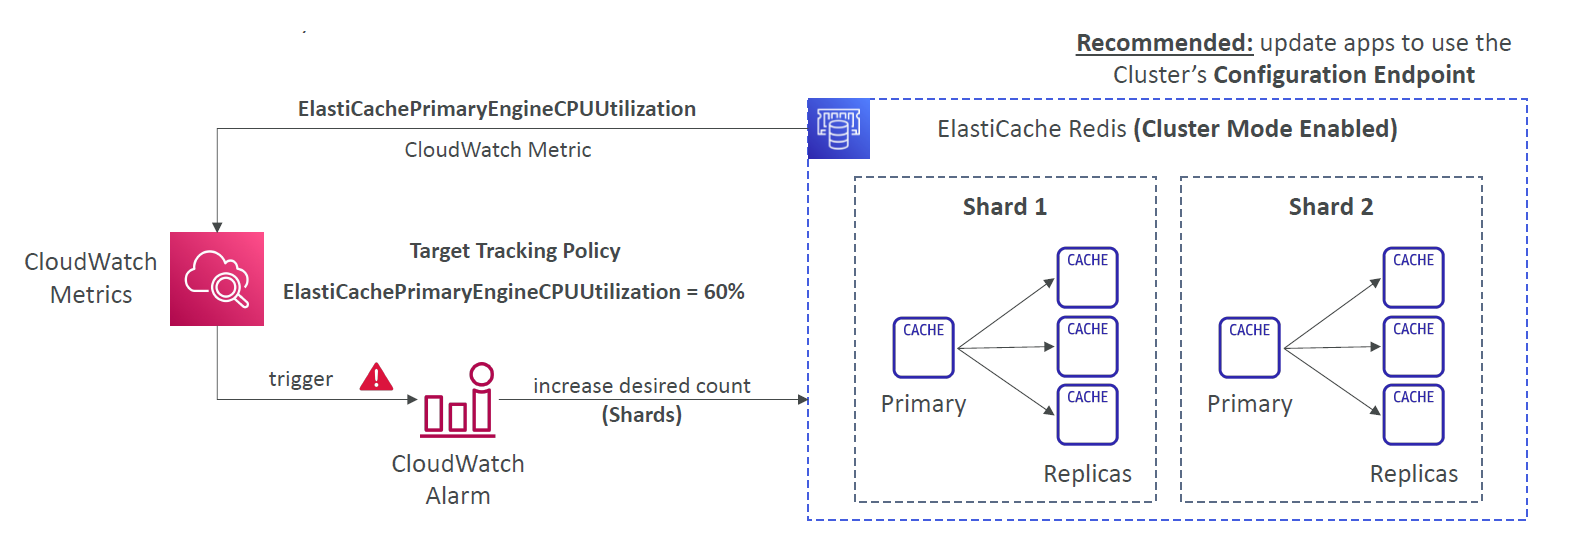 Recommended: update apps to use the
Cluster's Configuration Endpoint
ElastiCachePrimaryEngineCPUUtilization
CloudWatch Metric
ElastiCache Redis (Cluster Mode Enabled)
CloudWatch
Metrics
Target Tracking Policy
ElastiCachePrimaryEngineCPUUtilization = 60%
trigger
CloudWatch
Alarm
increase desired count
(Shards)
Shard 1
CACHE
CACHE
CACHE
CACHE
Primary
Replicas
Shard 2
CACHE
CACHE
CACHE
CACHE
Primary
Replicas